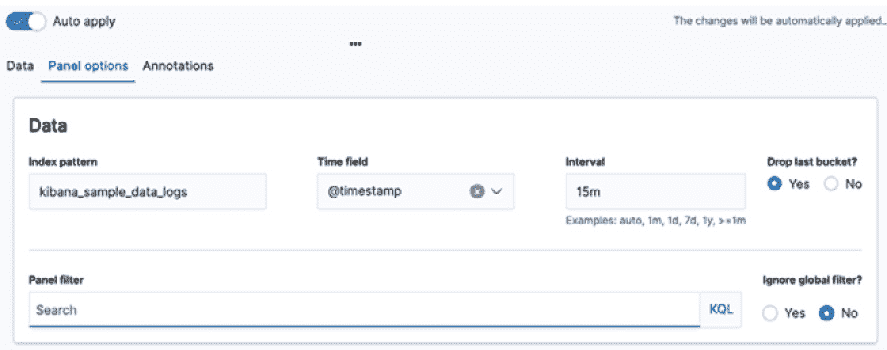 Auto apply
The changes will be automatically applied...
Data Panel options Annotations
Data
Index pattern Time field Interval Drop last bucket?
kibana_sample_data_logs @timestamp 15m Yes No
Examples: auto, 1m, 1d, 7d, 1y, >=1m
Panel filter Ignore global filter?
Search KQL Yes No